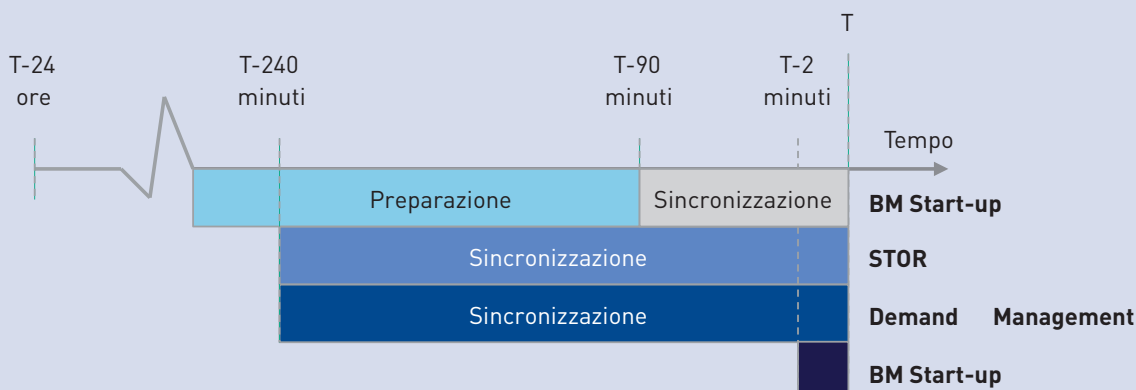 T
T-24
ore
T-240
minuti
T-90
minuti
T-2
minuti
Tempo
Preparazione
Sincronizzazione
BM Start-up
Sincronizzazione
STOR
Sincronizzazione
Demand Management
BM Start-up